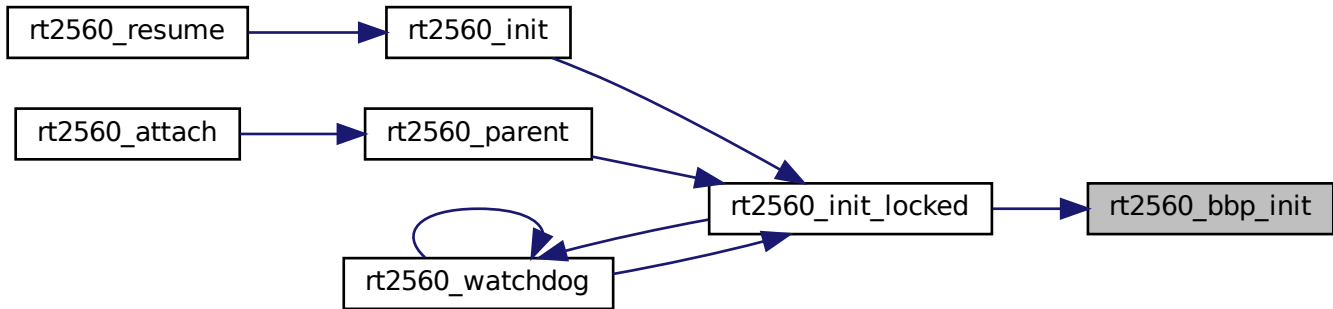 rt2560_resume
rt2560_init
rt2560_attach
rt2560_parent
rt2560_init_locked
rt2560_bbp_init
rt2560_watchdog